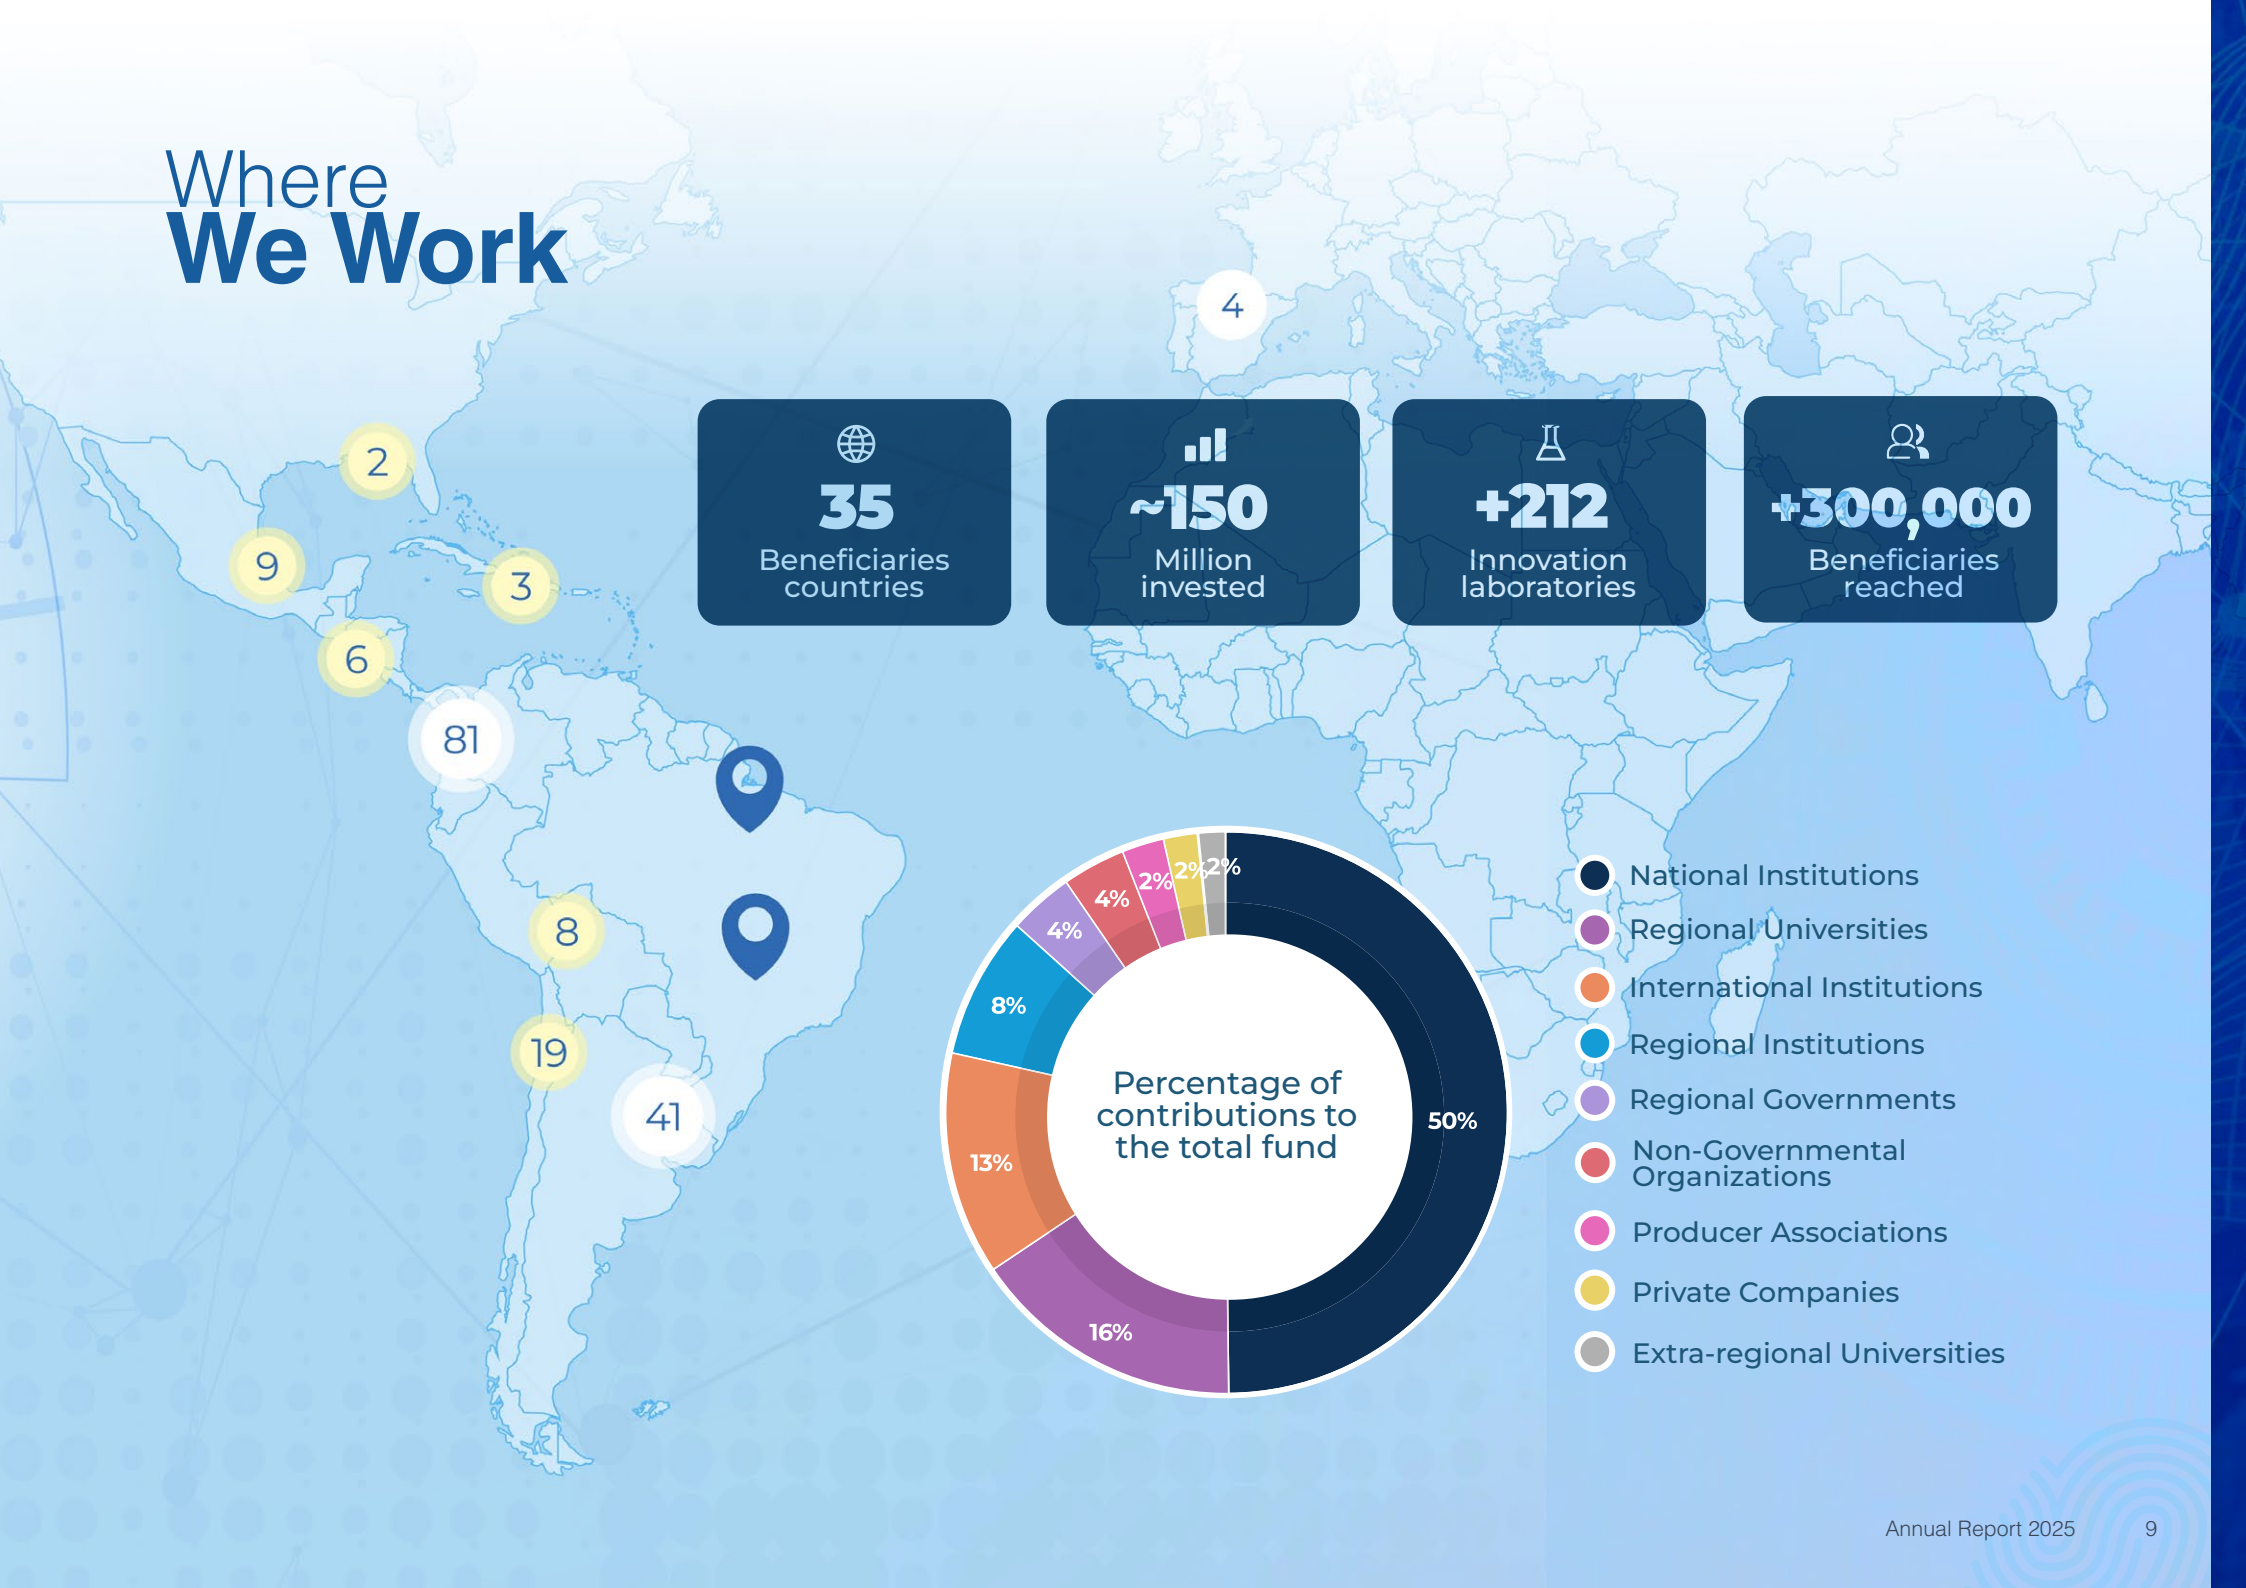 Where
We Work
4
2
9
3
6
81
8
19
41
35
Beneficiaries
countries
~150
Million
invested
+212
Innovation
laboratories
+300,000
Beneficiaries
reached
50%
16%
13%
8%
4%
4%
2%
2%
2%
Percentage of
contributions to
the total fund
National Institutions
Regional Universities
International Institutions
Regional Institutions
Regional Governments
Non-Governmental
Organizations
Producer Associations
Private Companies
Extra-regional Universities
Annual Report 2025
9